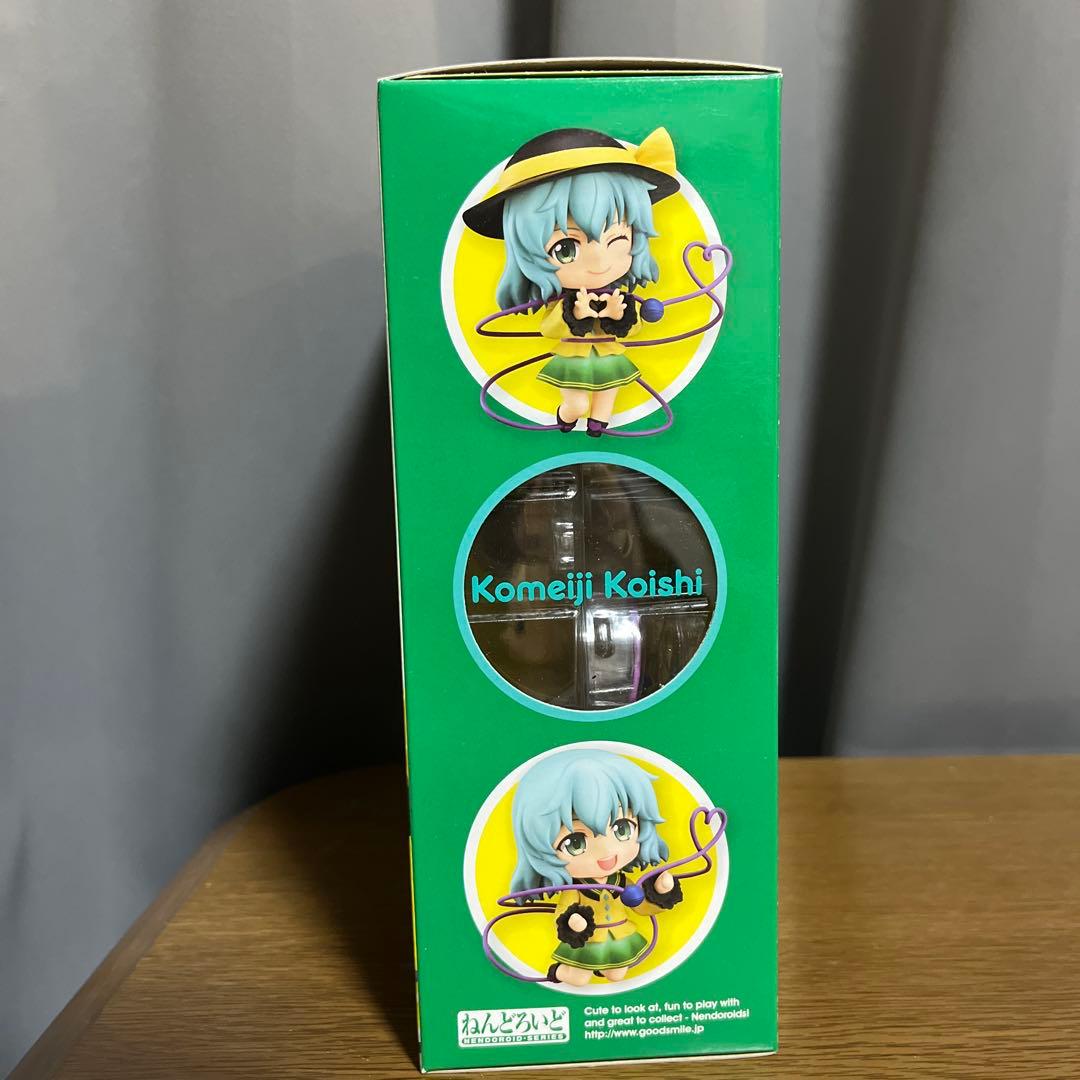 Komeiji Koishi
ねんどろいど
NENDOROID·SERIES
Cute to look at, fun to play with
and great to collect - Nendoroids!
http://www.goodsmile.jp